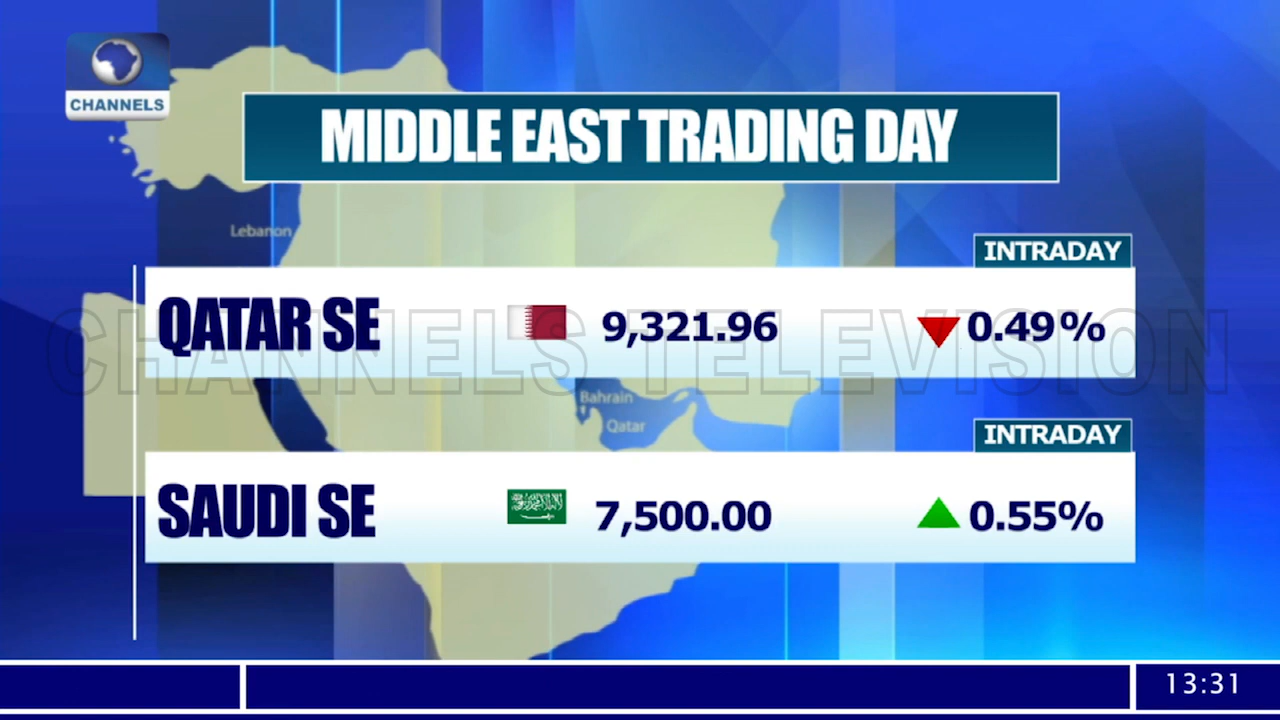 CHANNELS
MIDDLE EAST TRADING DAY
Lebanon
INTRADAY
QATAR SE 9,321.96 0.49%
CHANNELS TELEVISION
Bahrain
Qatar
INTRADAY
SAUDI SE 7,500.00 0.55%
13:31